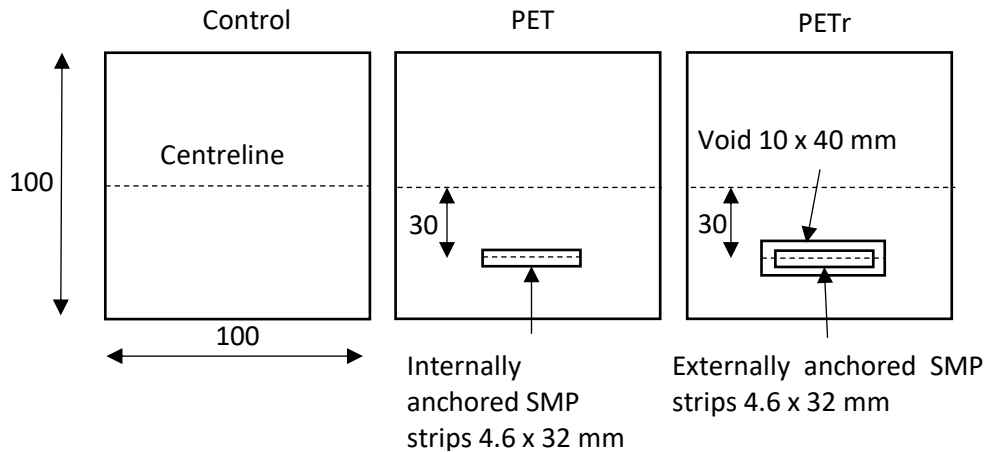 Control
PET
PETr
Centreline
Void 10 x 40 mm
100
30
30
100
Internally
anchored SMP
strips 4.6 x 32 mm
Externally anchored SMP
strips 4.6 x 32 mm